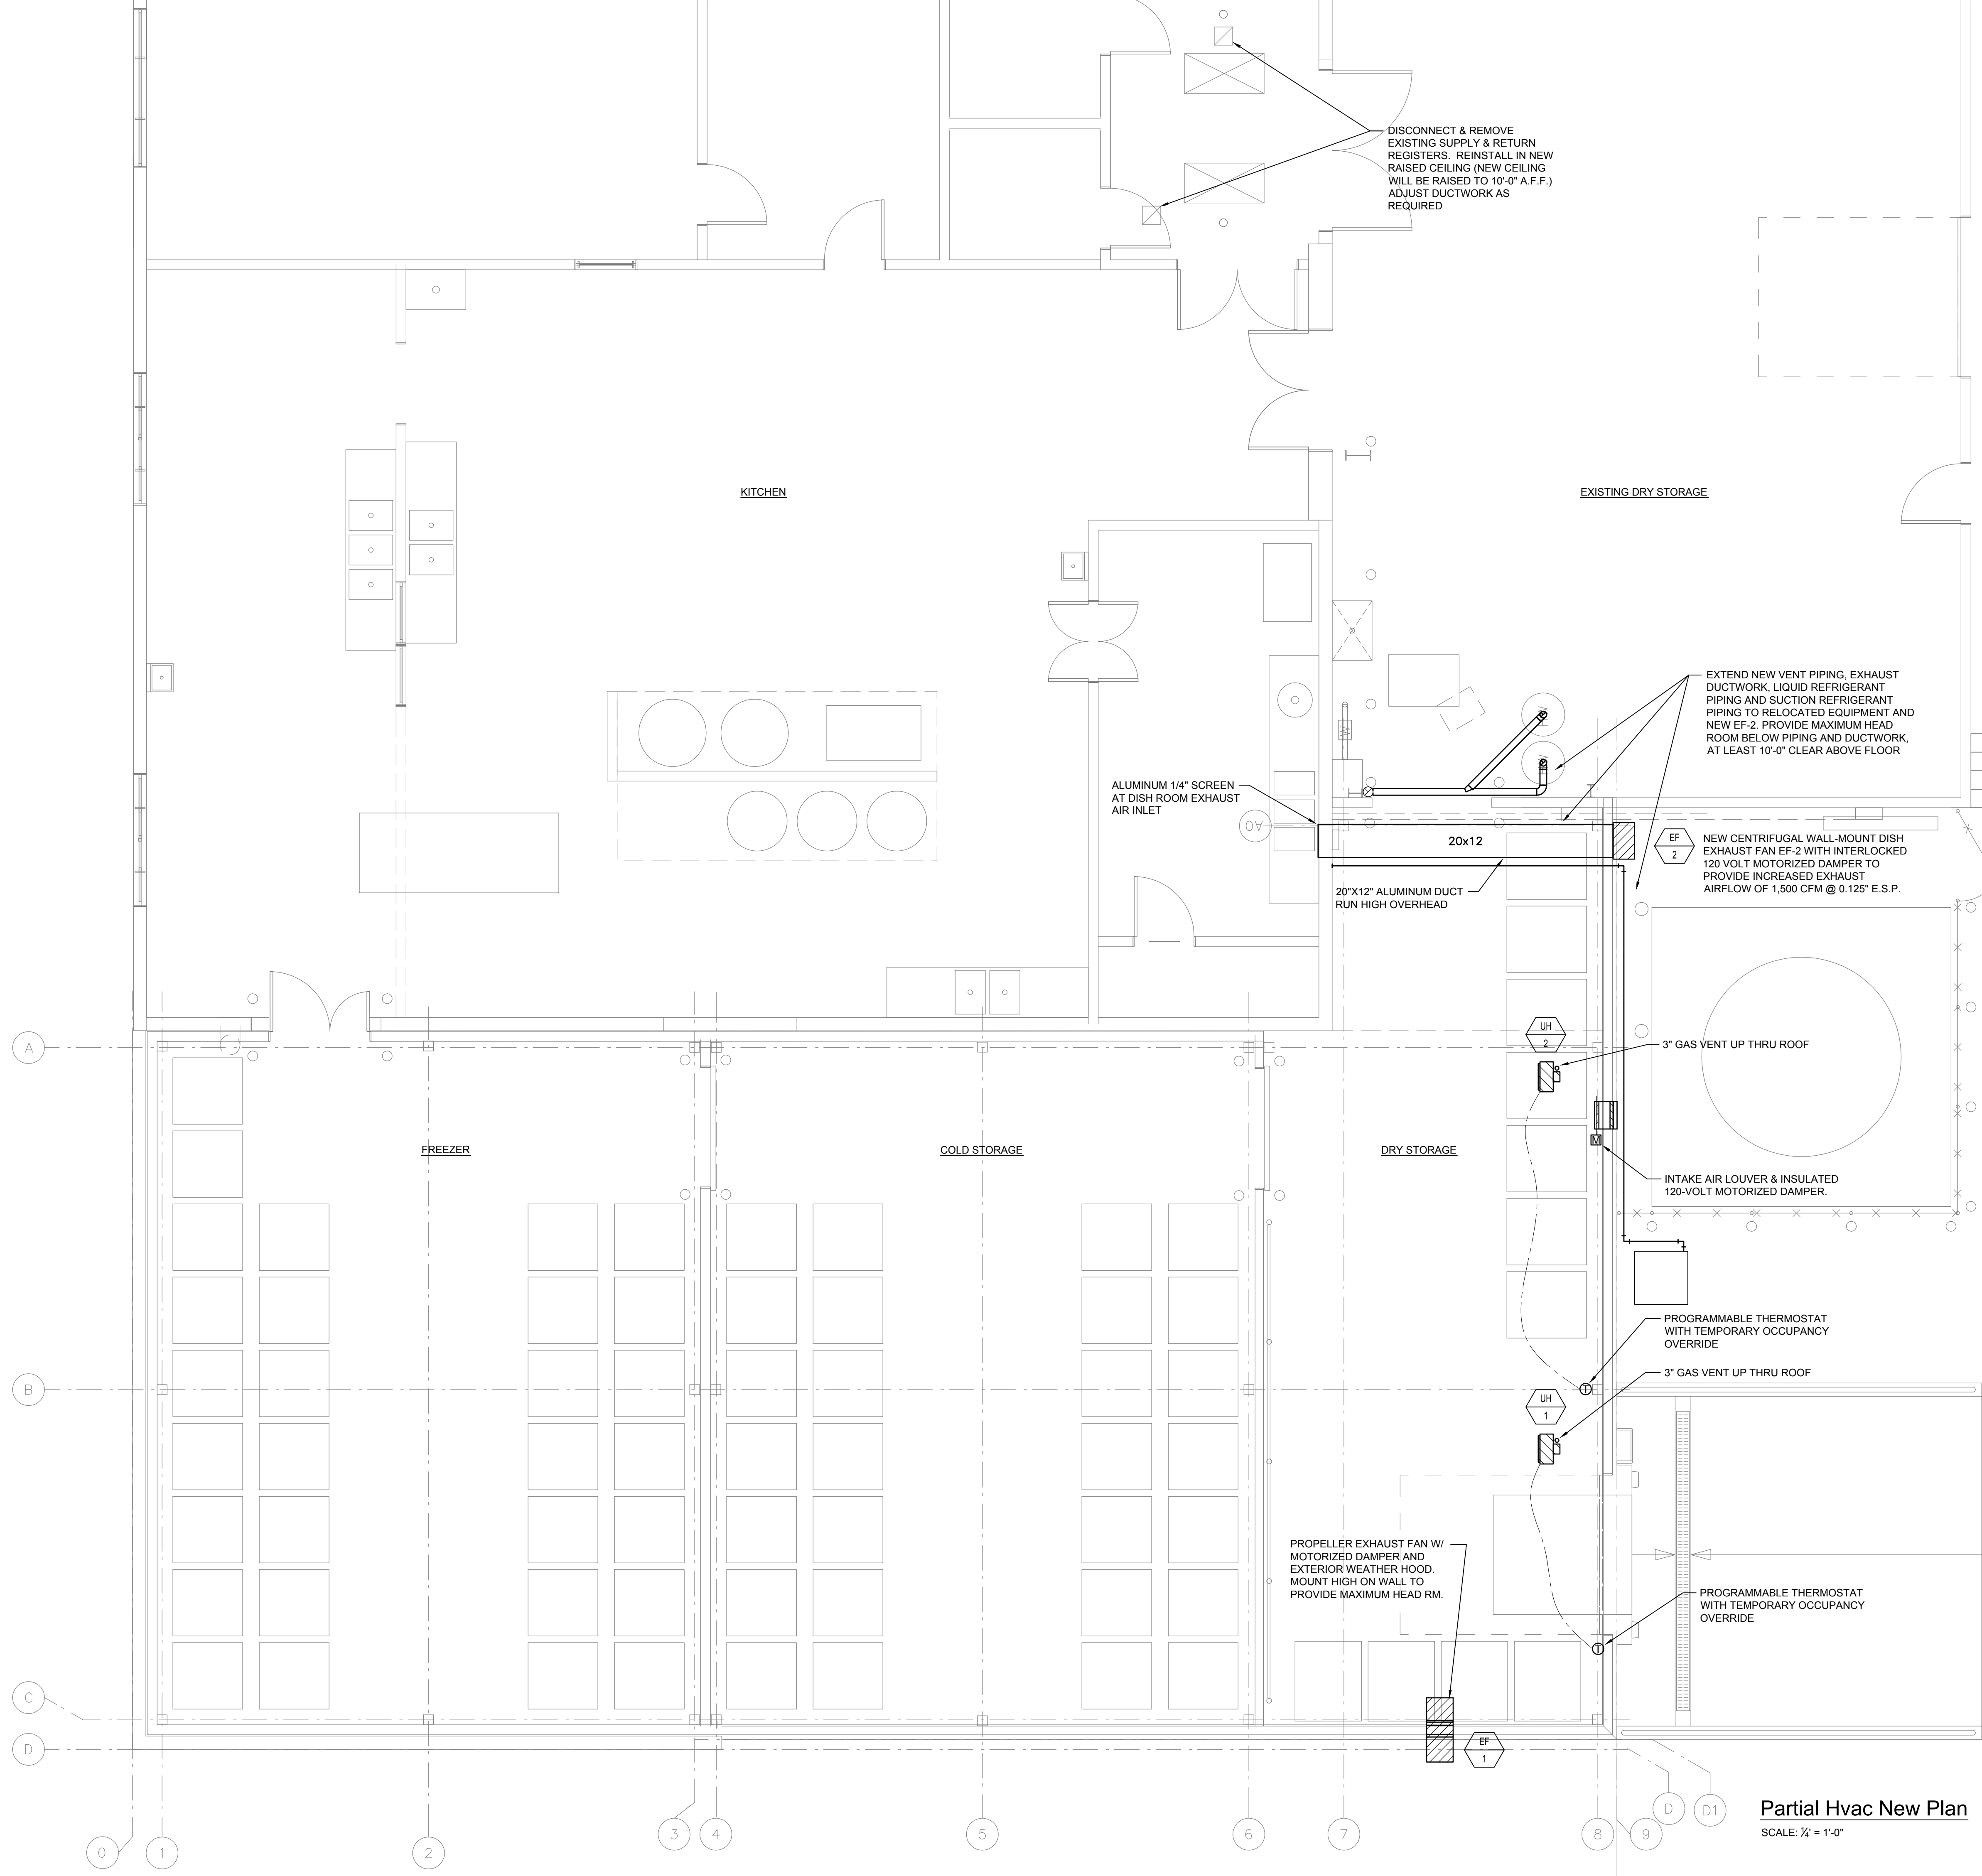 DISCONNECT & REMOVE
EXISTING SUPPLY & RETURN
REGISTERS. REINSTALL IN NEW
RAISED CEILING (NEW CEILING
WILL BE RAISED TO 10'-0" A.F.F.)
ADJUST DUCTWORK AS
REQUIRED
KITCHEN
EXISTING DRY STORAGE
EXTEND NEW VENT PIPING, EXHAUST
DUCTWORK, LIQUID REFRIGERANT
PIPING AND SUCTION REFRIGERANT
PIPING TO RELOCATED EQUIPMENT AND
NEW EF-2. PROVIDE MAXIMUM HEAD
ROOM BELOW PIPING AND DUCTWORK,
AT LEAST 10'-0" CLEAR ABOVE FLOOR
ALUMINUM 1/4" SCREEN
AT DISH ROOM EXHAUST
AIR INLET
A0
20x12
EF
2
NEW CENTRIFUGAL WALL-MOUNT DISH
EXHAUST FAN EF-2 WITH INTERLOCKED
120 VOLT MOTORIZED DAMPER TO
PROVIDE INCREASED EXHAUST
AIRFLOW OF 1,500 CFM @ 0.125" E.S.P.
20"X12" ALUMINUM DUCT
RUN HIGH OVERHEAD
A
UH
2
3" GAS VENT UP THRU ROOF
M
FREEZER
COLD STORAGE
DRY STORAGE
INTAKE AIR LOUVER & INSULATED
120-VOLT MOTORIZED DAMPER.
PROGRAMMABLE THERMOSTAT
WITH TEMPORARY OCCUPANCY
OVERRIDE
B
T
3" GAS VENT UP THRU ROOF
UH
1
PROPELLER EXHAUST FAN W/
MOTORIZED DAMPER AND
EXTERIOR WEATHER HOOD.
MOUNT HIGH ON WALL TO
PROVIDE MAXIMUM HEAD RM.
PROGRAMMABLE THERMOSTAT
WITH TEMPORARY OCCUPANCY
OVERRIDE
T
C
D
EF
1
D
D1
0
1
2
3
4
5
6
7
8
9
Partial Hvac New Plan
SCALE: ¼' = 1'-0"